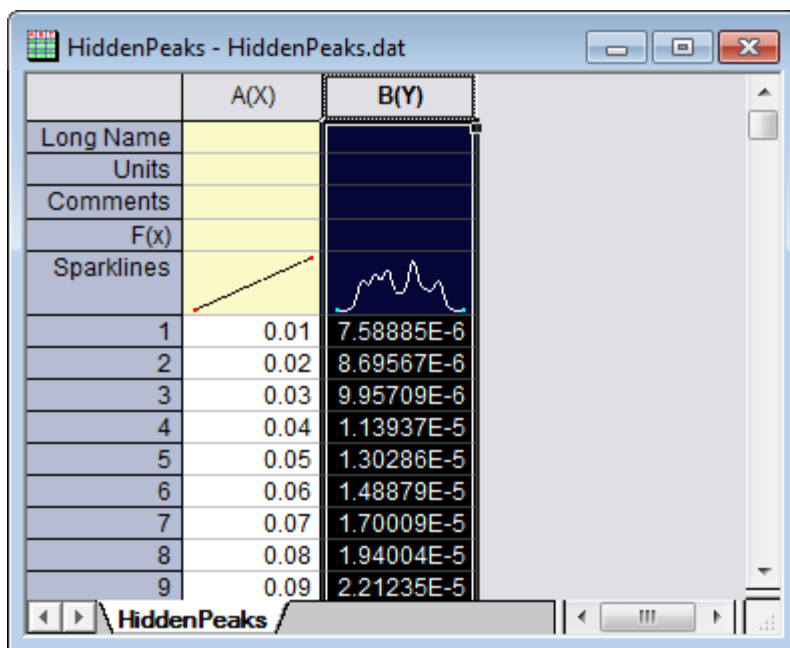 HiddenPeaks - HiddenPeaks.dat
A(X) B(Y)
Long Name
Units
Comments
F(x)
Sparklines
1 0.01 7.58885E-6
2 0.02 8.69567E-6
3 0.03 9.95709E-6
4 0.04 1.13937E-5
5 0.05 1.30286E-5
6 0.06 1.48879E-5
7 0.07 1.70009E-5
8 0.08 1.94004E-5
9 0.09 2.21235E-5
HiddenPeaks